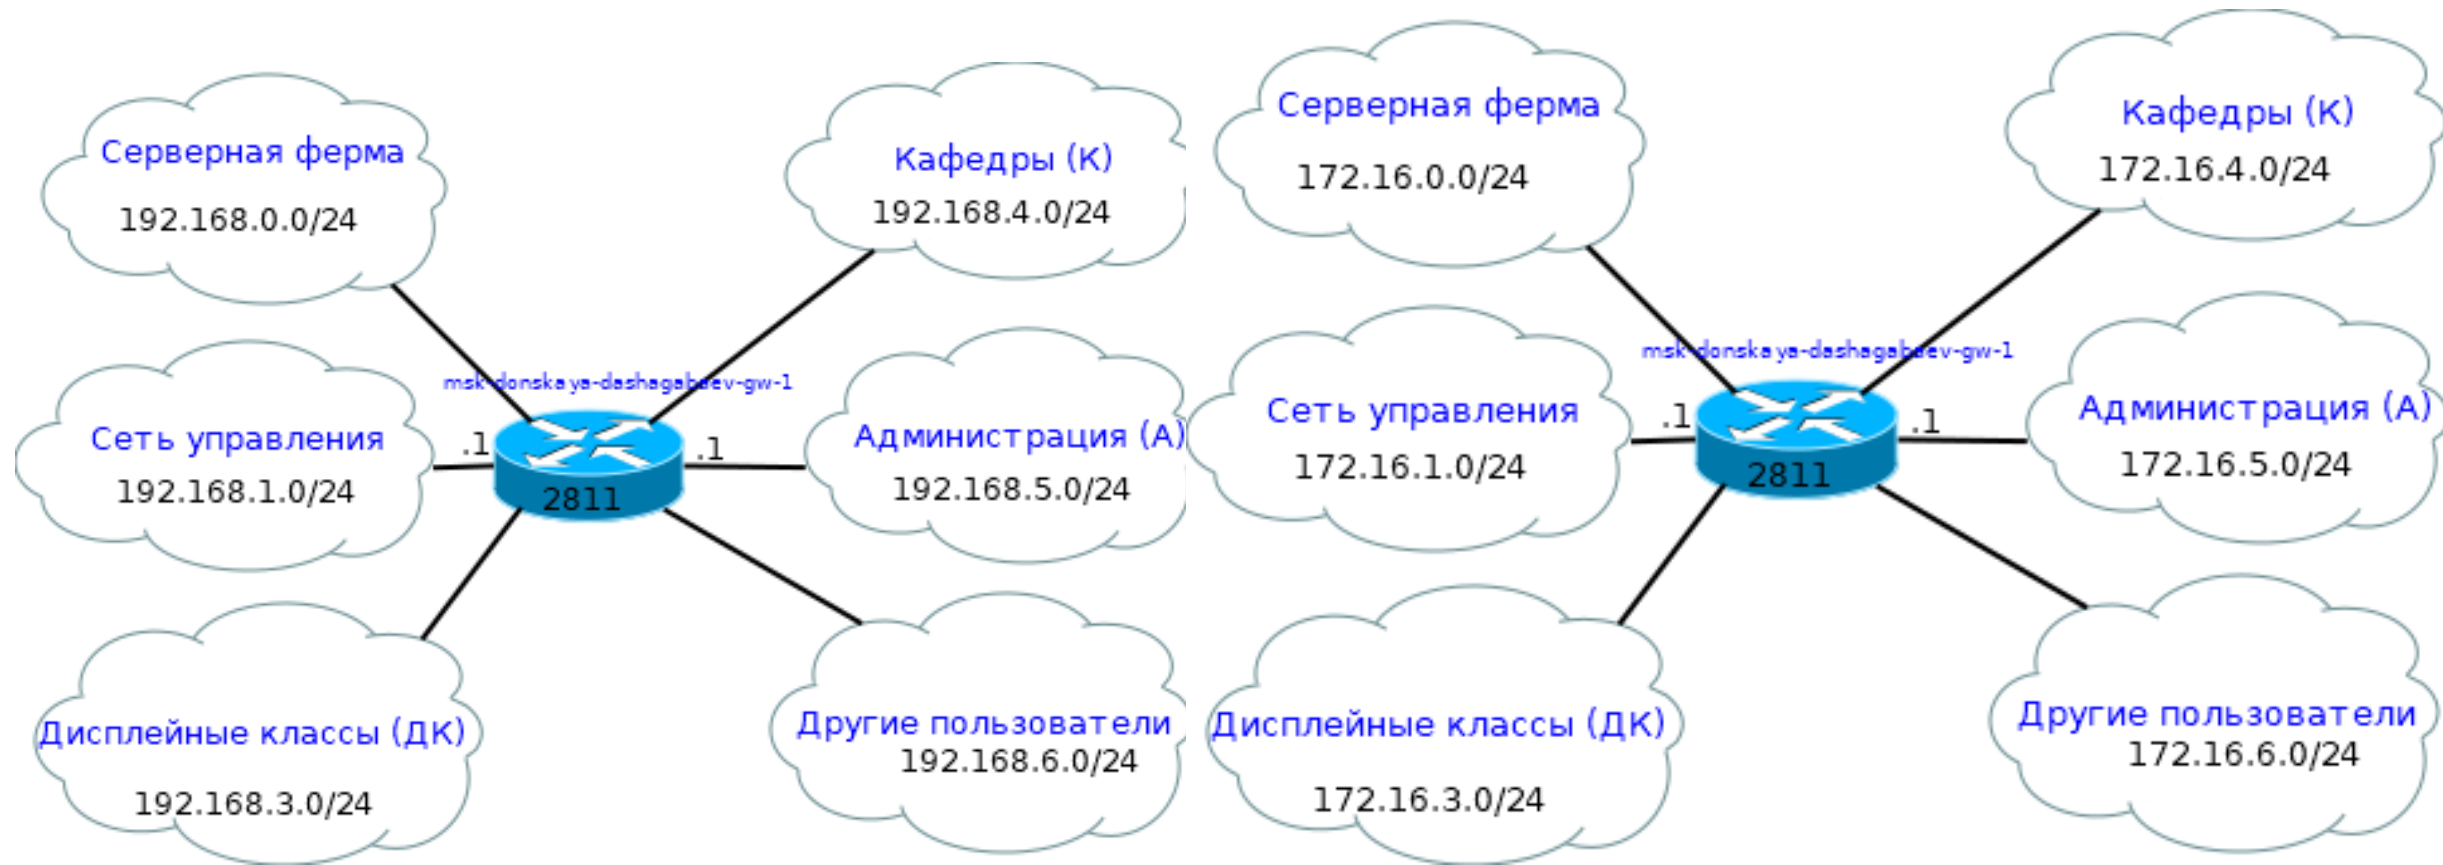 Серверная ферма
192.168.0.0/24
Кафедры (К)
192.168.4.0/24
msk-donskaya-dashagabaev-gw-1
Сеть управления
192.168.1.0/24
.1
.1
2811
Администрация (А)
192.168.5.0/24
Дисплейные классы (ДК)
192.168.3.0/24
Другие пользователи
192.168.6.0/24
Серверная ферма
172.16.0.0/24
Кафедры (К)
172.16.4.0/24
msk-donskaya-dashagabaev-gw-1
Сеть управления
172.16.1.0/24
.1
.1
2811
Администрация (А)
172.16.5.0/24
Дисплейные классы (ДК)
172.16.3.0/24
Другие пользователи
172.16.6.0/24